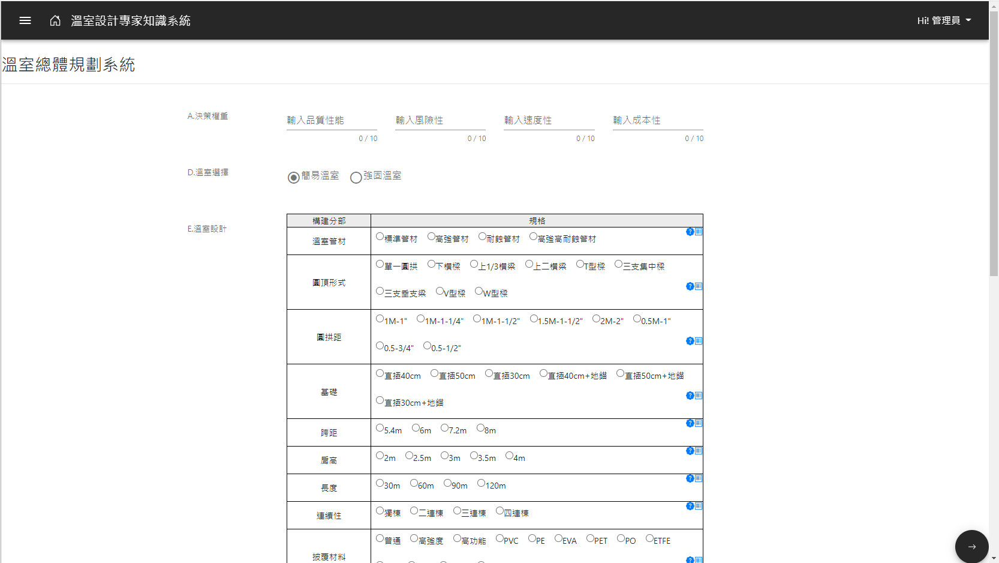 溫室設計專家知識系統
Hi! 管理員
溫室總體規劃系統
A.決策權重
輸入品質性能 輸入風險性 輸入速度性 輸入成本性
0 / 10 0 / 10 0 / 10 0 / 10
D.溫室選擇
簡易溫室 強固溫室
E.溫室設計
構建分部 規格
溫室管材 標準管材 高強管材 耐蝕管材 高強高耐蝕管材
圓頂形式
單一圓拱 下橫樑 上1/3橫梁 上二橫梁 T型樑 三支集中樑
三支垂支梁 V型樑 W型樑
圓拱距
1M-1" 1M-1-1/4" 1M-1-1/2" 1.5M-1-1/2" 2M-2" 0.5M-1"
0.5-3/4" 0.5-1/2"
基礎
直插40cm 直插50cm 直插30cm 直插40cm+地錨 直插50cm+地錨
直插30cm+地錨
跨距 5.4m 6m 7.2m 8m
肩高 2m 2.5m 3m 3.5m 4m
長度 30m 60m 90m 120m
連續性 獨棟 二連棟 三連棟 四連棟
披覆材料
普通 高強度 高功能 PVC PE EVA PET PO ETFE